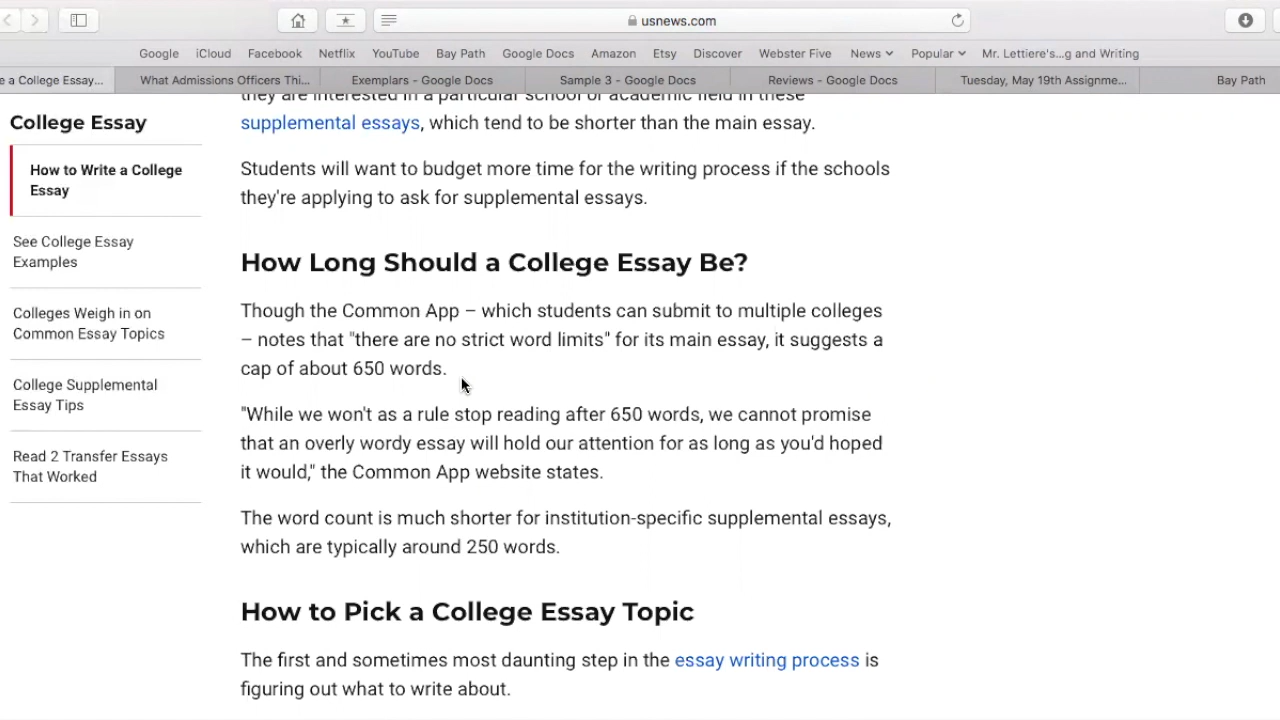 usnews.com
Google iCloud Facebook Netflix YouTube Bay Path Google Docs Amazon Etsy Discover Webster Five News Popular Mr. Lettiere's...g and Writing
e a College Essay... What Admissions Officers Thi... Exemplars - Google Docs Sample 3 - Google Docs Reviews - Google Docs Tuesday, May 19th Assignme... Bay Path
College Essay
How to Write a College
Essay
See College Essay
Examples
Colleges Weigh in on
Common Essay Topics
College Supplemental
Essay Tips
Read 2 Transfer Essays
That Worked
they are interested in a particular school or academic field in these
supplemental essays, which tend to be shorter than the main essay.
Students will want to budget more time for the writing process if the schools
they're applying to ask for supplemental essays.
How Long Should a College Essay Be?
Though the Common App – which students can submit to multiple colleges
– notes that "there are no strict word limits" for its main essay, it suggests a
cap of about 650 words.
"While we won't as a rule stop reading after 650 words, we cannot promise
that an overly wordy essay will hold our attention for as long as you'd hoped
it would," the Common App website states.
The word count is much shorter for institution-specific supplemental essays,
which are typically around 250 words.
How to Pick a College Essay Topic
The first and sometimes most daunting step in the essay writing process is
figuring out what to write about.